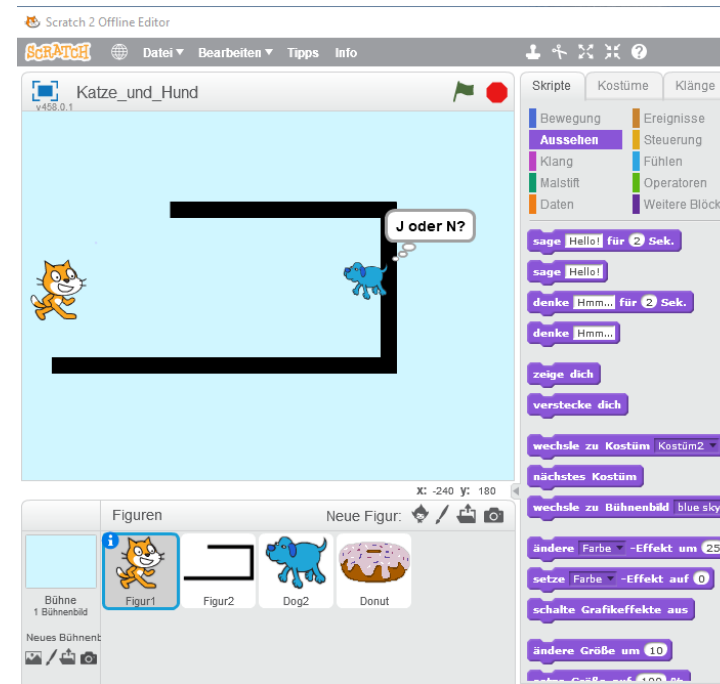 Scratch 2 Offline Editor
SCRATCH Datei Bearbeiten Tipps Info
Katze_und_Hund
v458.0.1
J oder N?
X: -240 y: 180
Figuren Neue Figur:
Bühne
1 Bühnenbild
Neues Bühnenb
Figur1 Figur2 Dog2 Donut
Skripte Kostüme Klänge
Bewegung Ereignisse
Aussehen Steuerung
Klang Fühlen
Malstift Operatoren
Daten Weitere Blöck
sage Hello! für 2 Sek.
sage Hello!
denke Hmm... für 2 Sek.
denke Hmm...
zeige dich
verstecke dich
wechsle zu Kostüm Kostüm2
nächstes Kostüm
wechsle zu Bühnenbild blue sky
ändere Farbe -Effekt um 25
setze Farbe -Effekt auf 0
schalte Grafikeffekte aus
ändere Größe um 10
setze Größe auf 100